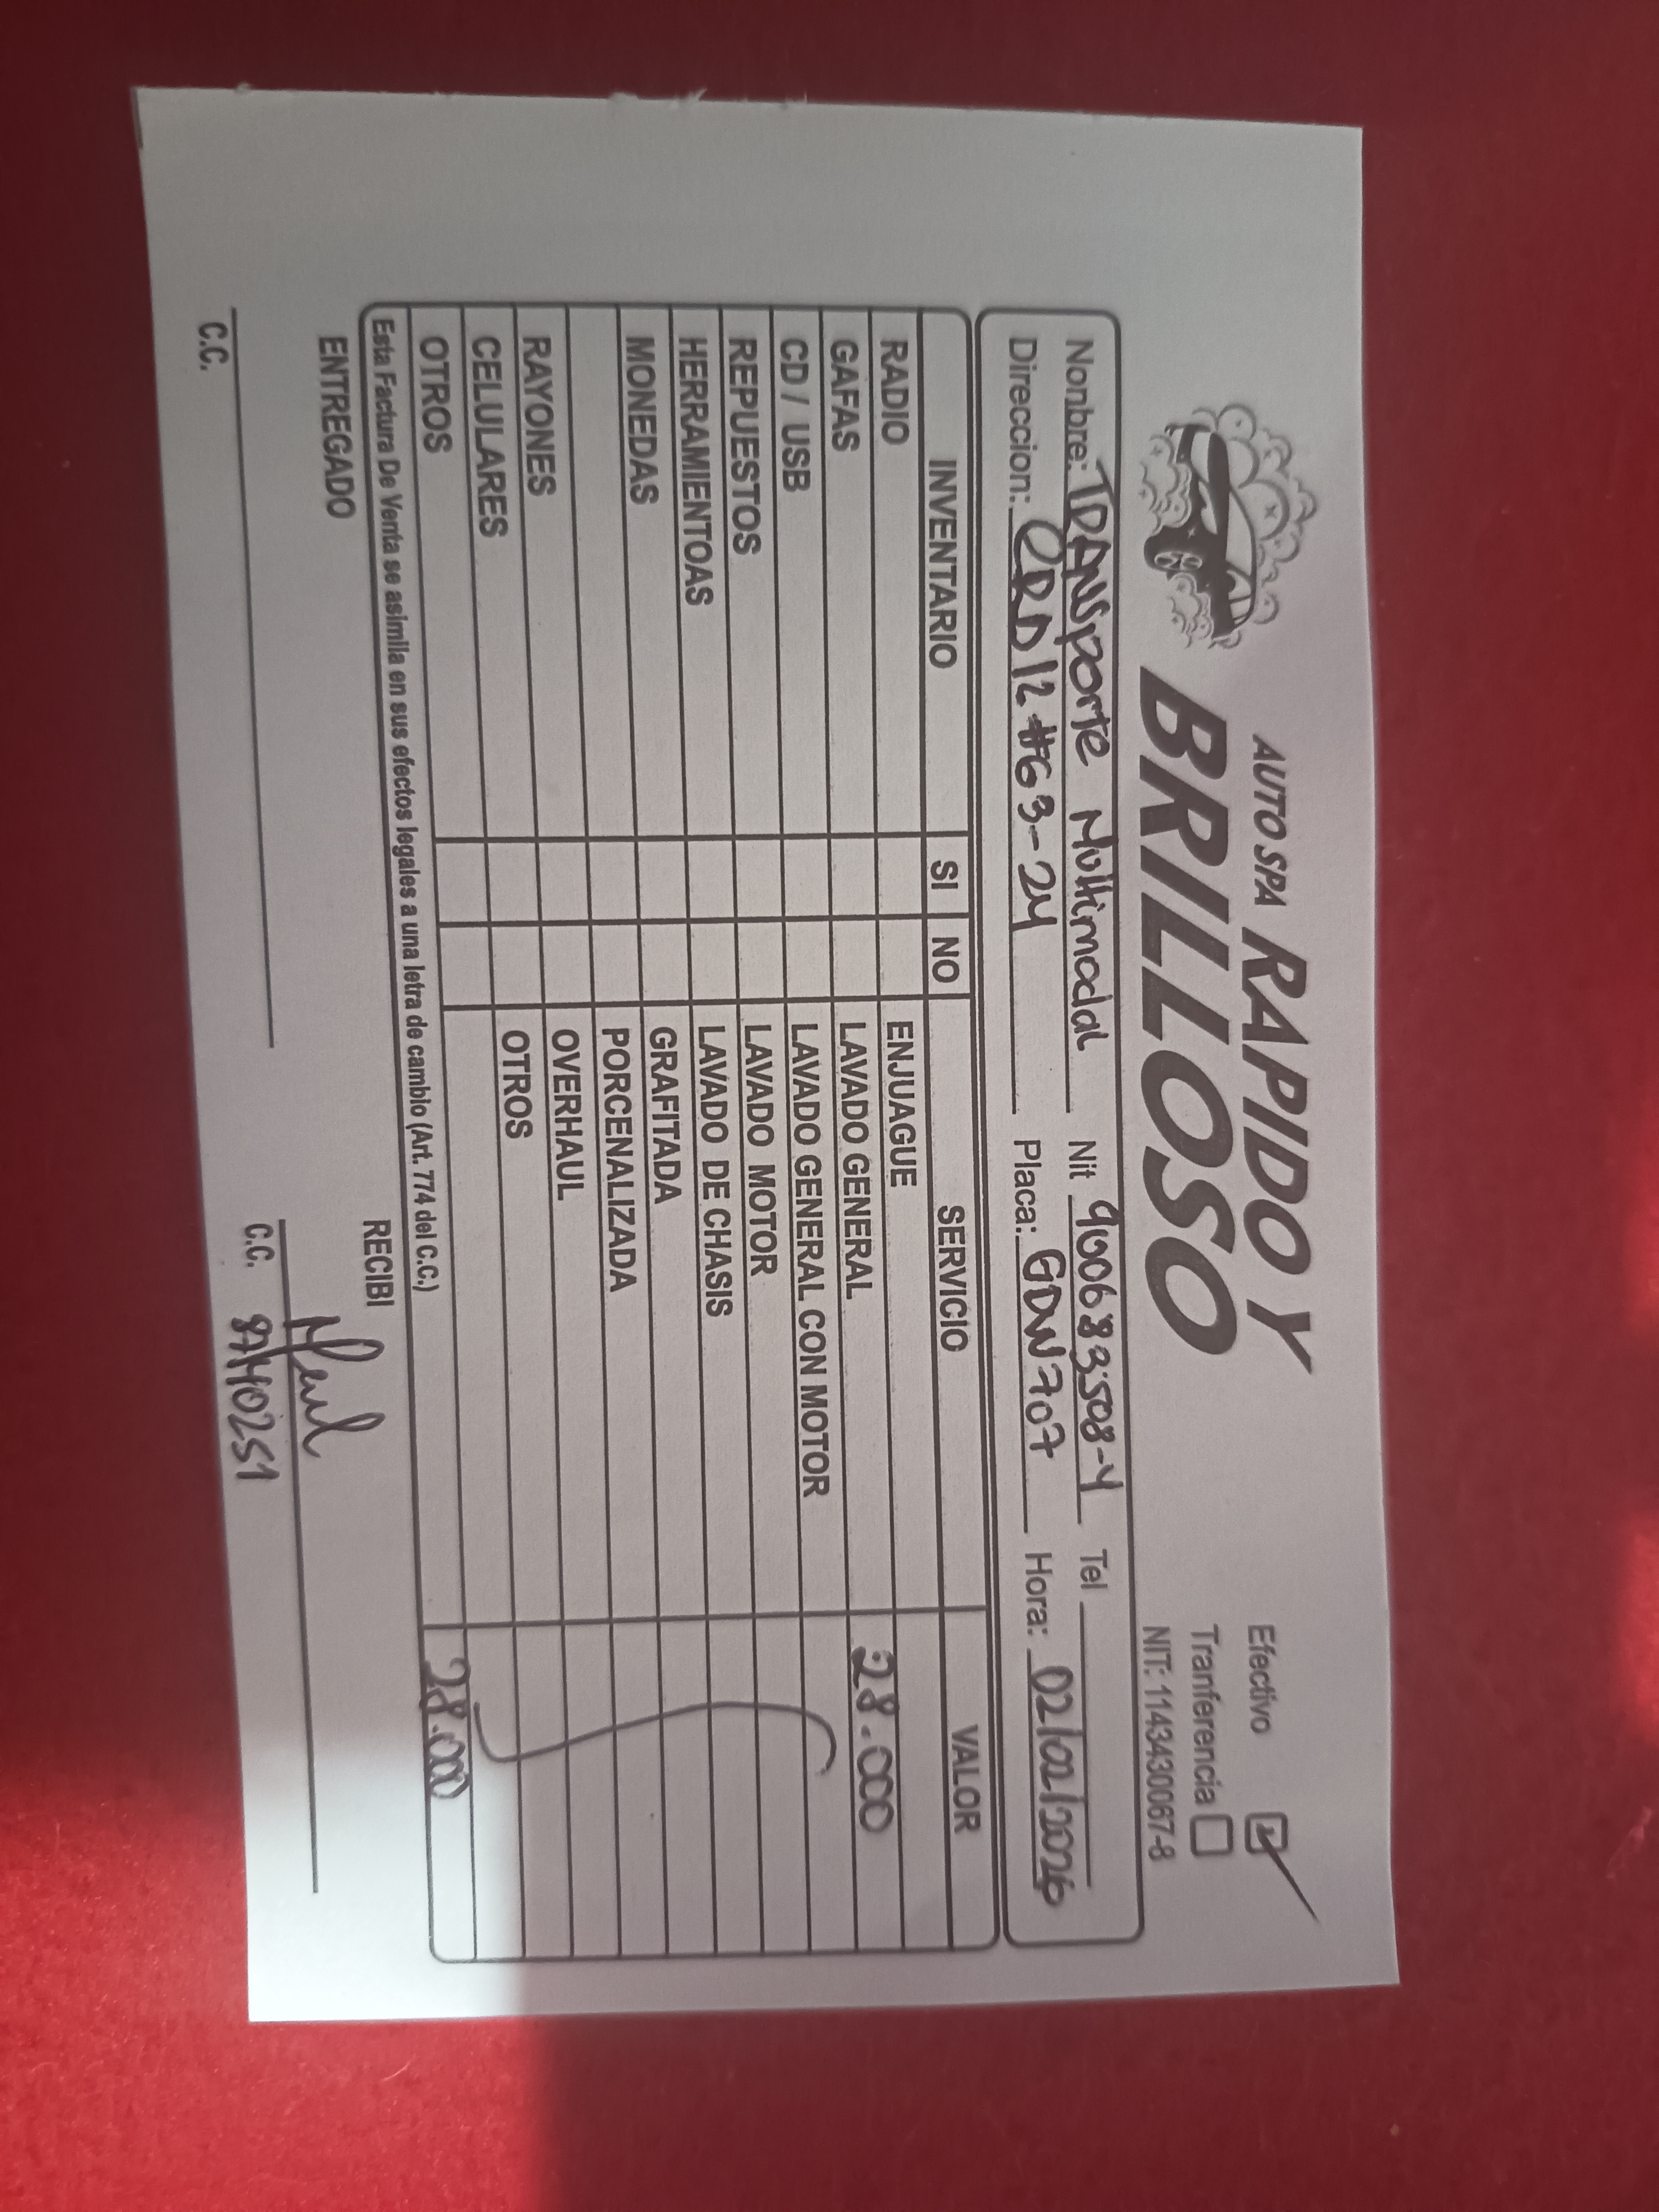 AUTO SPA RAPIDO Y
BRILLOSO
Efectivo
Tranferencia
NIT: 1143430067-8
Nonbre: TRANSporte Multimodal Nit 900683508-4 Tel
Direccion: CRD 12 #63-24 Placa: GDW707 Hora: 02/02/2026
INVENTARIO SI NO SERVICIO VALOR
RADIO ENJUAGUE
GAFAS LAVADO GENERAL 28.000
CD / USB LAVADO GENERAL CON MOTOR
REPUESTOS LAVADO MOTOR
HERRAMIENTOAS LAVADO DE CHASIS
MONEDAS GRAFITADA
PORCENALIZADA
RAYONES OVERHAUL
CELULARES OTROS
OTROS 28.000
Esta Factura De Venta se asimila en sus efectos legales a una letra de cambio (Art. 774 del C.C.)
ENTREGADO RECIBI
C.C. C.C. 87440251